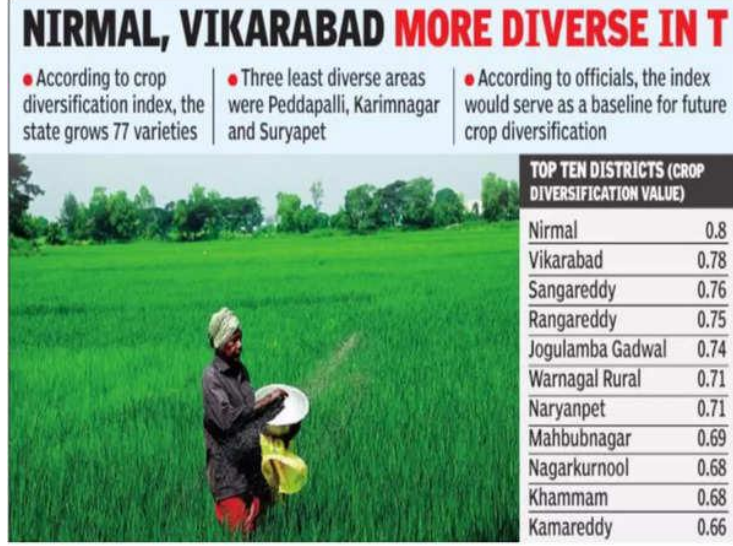 NIRMAL, VIKARABAD MORE DIVERSE IN T
• According to crop
diversification index, the
state grows 77 varieties
• Three least diverse areas
were Peddapalli, Karimnagar
and Suryapet
• According to officials, the index
would serve as a baseline for future
crop diversification
TOP TEN DISTRICTS (CROP
DIVERSIFICATION VALUE)
Nirmal 0.8
Vikarabad 0.78
Sangareddy 0.76
Rangareddy 0.75
Jogulamba Gadwal 0.74
Warnagal Rural 0.71
Naryanpet 0.71
Mahbubnagar 0.69
Nagarkurnool 0.68
Khammam 0.68
Kamareddy 0.66